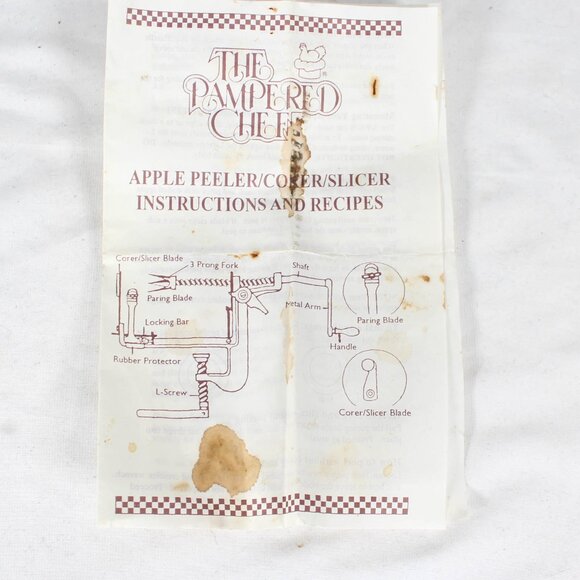 THE
PAMPERED
CHEF
®
APPLE PEELER/CORER/SLICER
INSTRUCTIONS AND RECIPES
Corer/Slicer Blade
3 Prong Fork
Shaft
Paring Blade
Metal Arm
Locking Bar
Paring Blade
Handle
Rubber Protector
L-Screw
Corer/Slicer Blade